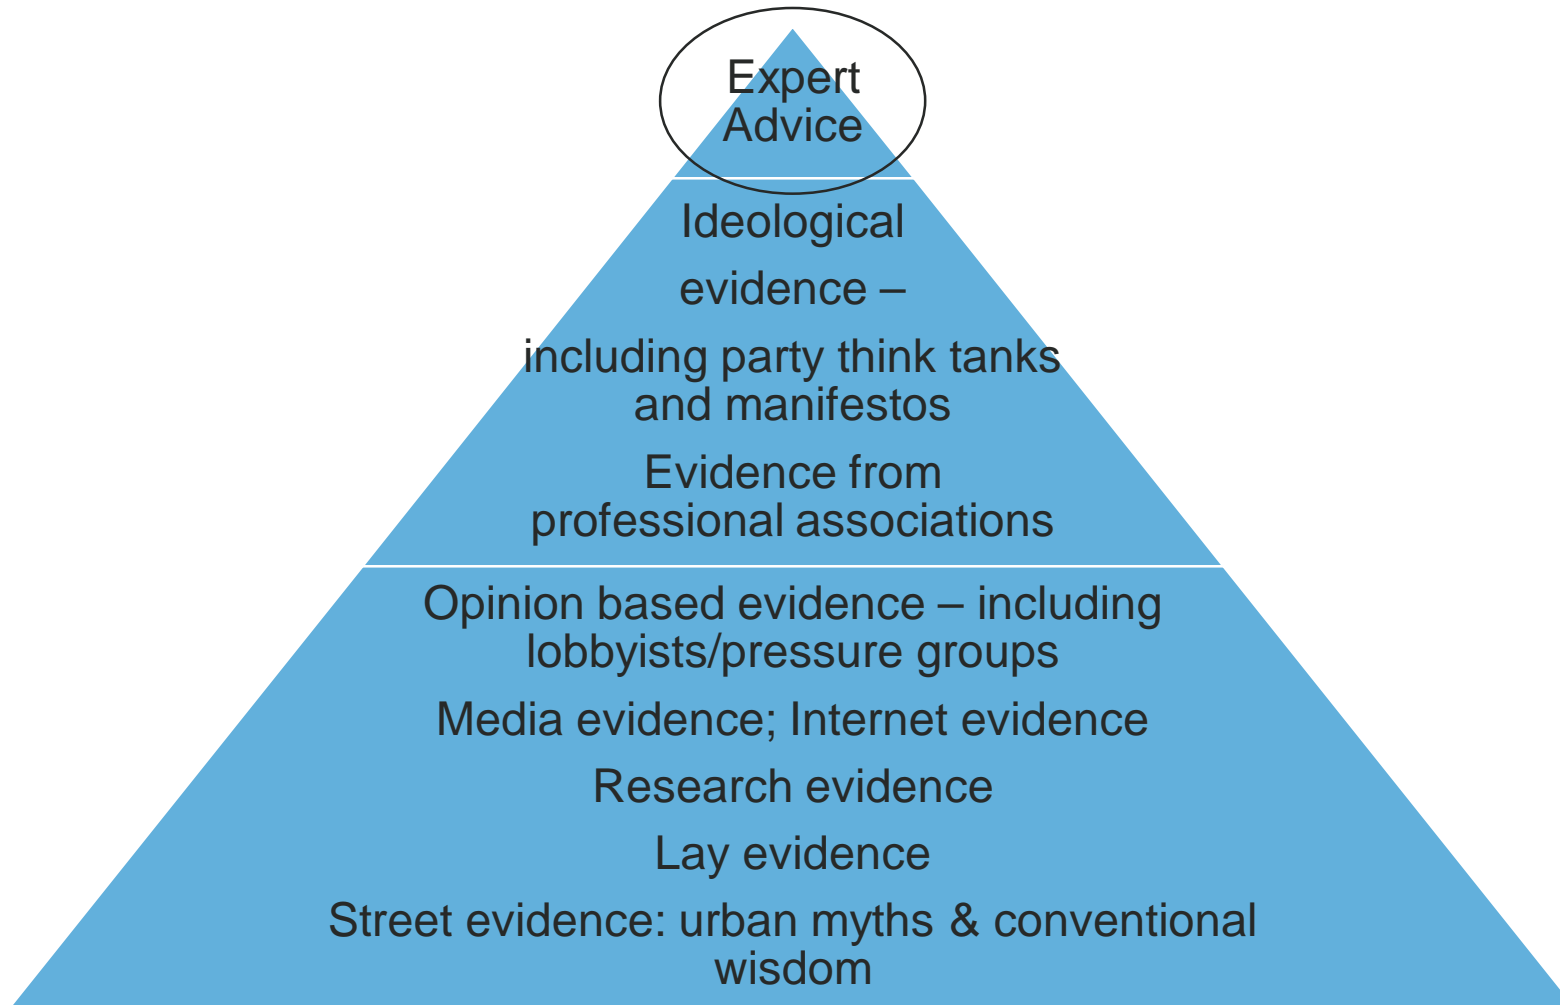 Expert
Advice
Ideological
evidence –
including party think tanks
and manifestos
Evidence from
professional associations
Opinion based evidence – including
lobbyists/pressure groups
Media evidence; Internet evidence
Research evidence
Lay evidence
Street evidence: urban myths & conventional
wisdom